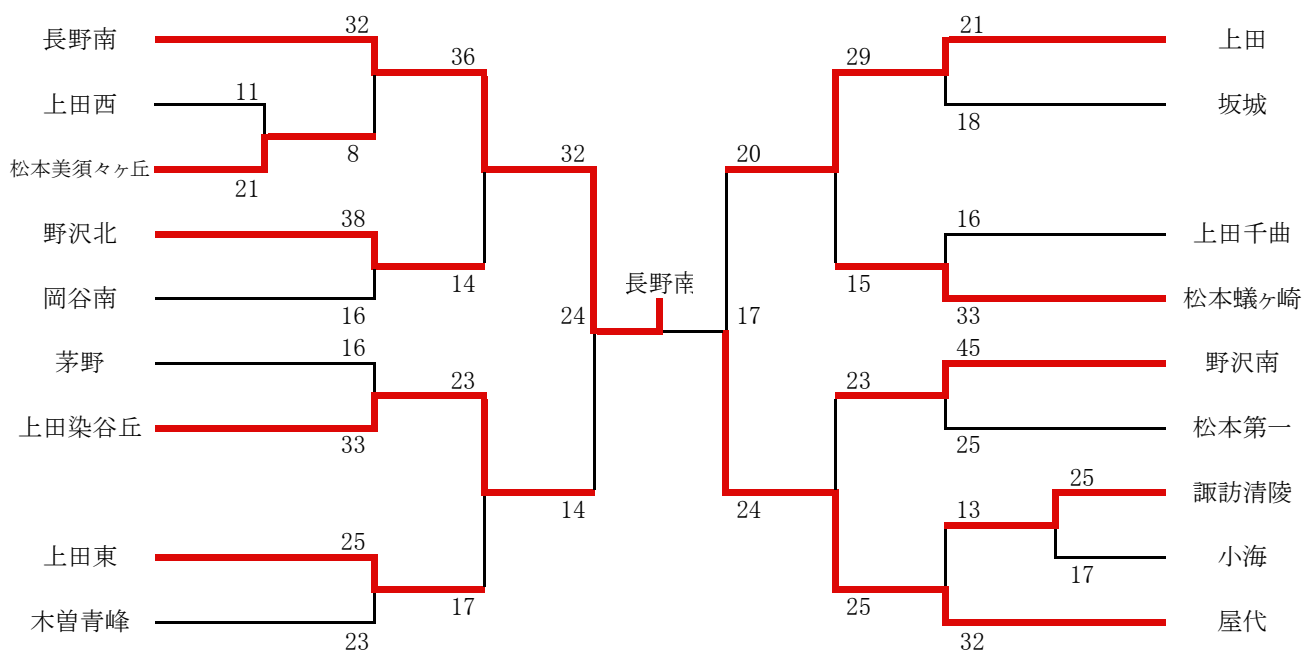 32
長野南
36
11
上田西
8
松本美須々ヶ丘
21
32
38
野沢北
14
岡谷南
16
24
16
茅野
23
上田染谷丘
33
14
25
上田東
17
木曽青峰
23
長野南
21
上田
29
坂城
18
20
16
上田千曲
15
松本蟻ヶ崎
33
17
45
野沢南
23
松本第一
25
25
諏訪清陵
24
13
小海
17
25
屋代
32